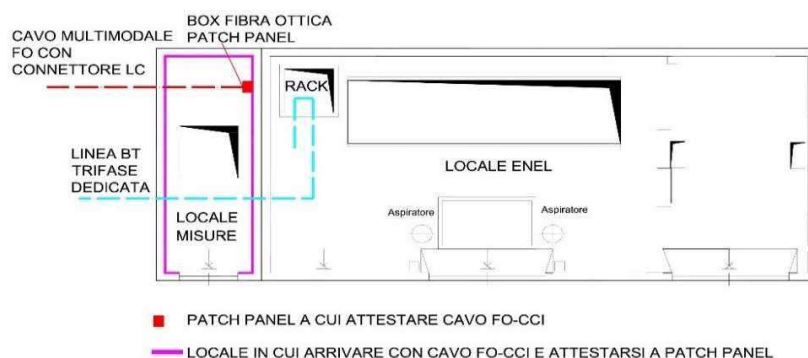 BOX FIBRA OTTICA
PATCH PANEL
CAVO MULTIMODALE
FO CON
CONNETTORE LC
RACK
LINEA BT
TRIFASE
DEDICATA
LOCALE ENEL
LOCALE
MISURE
Aspiratore
Aspiratore
PATCH PANEL A CUI ATTESTARE CAVO FO-CCI
LOCALE IN CUI ARRIVARE CON CAVO FO-CCI E ATTESTARSI A PATCH PANEL